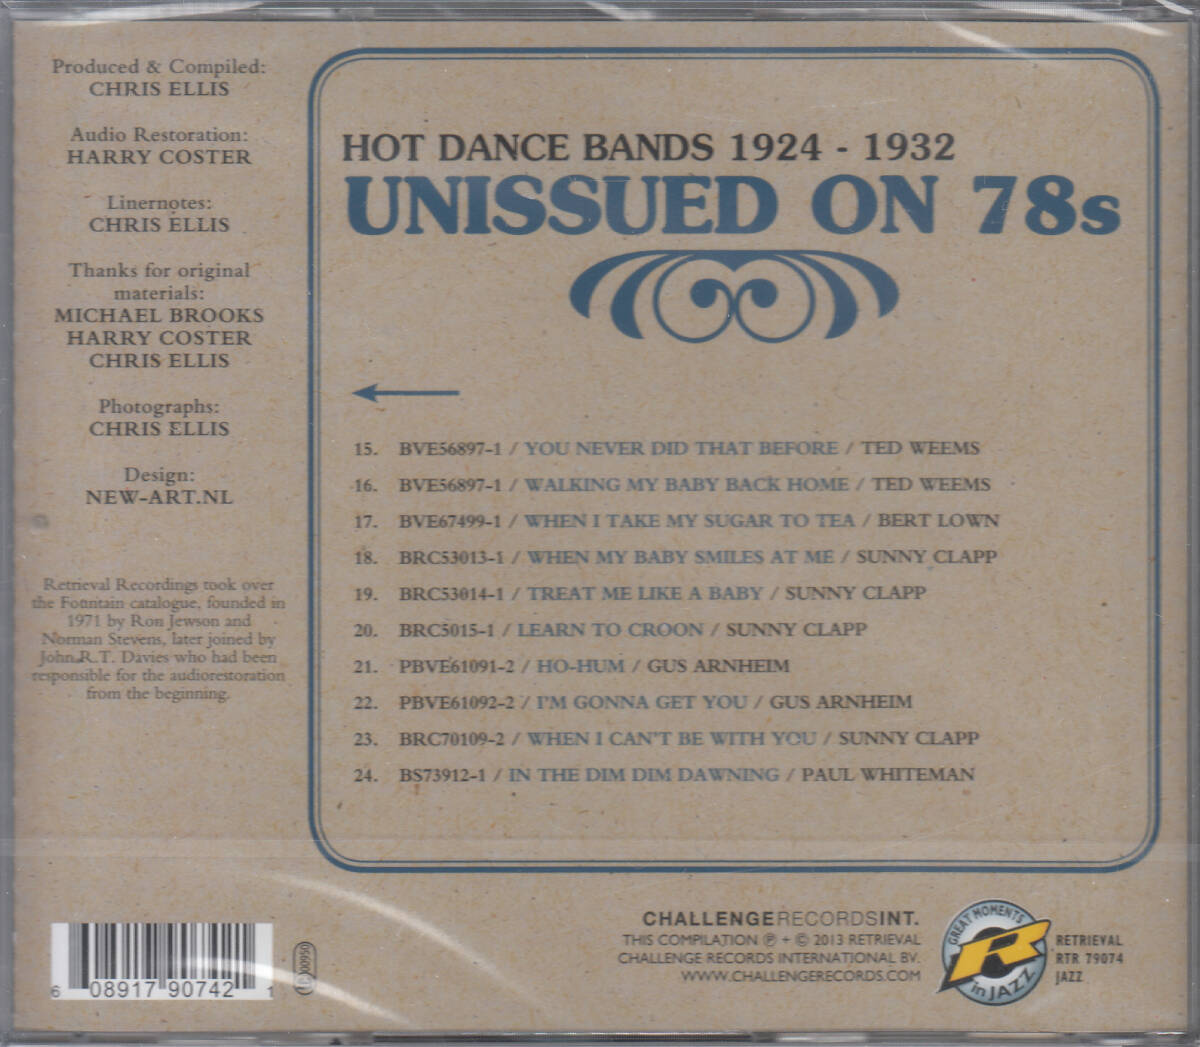 Produced & Compiled:
CHRIS ELLIS
Audio Restoration:
HARRY COSTER
Linernotes:
CHRIS ELLIS
Thanks for original
materials:
MICHAEL BROOKS
HARRY COSTER
CHRIS ELLIS
Photographs:
CHRIS ELLIS
Design:
NEW-ART.NL
Retrieval Recordings took over
the Fountain catalogue, founded in
1971 by Ron Jewson and
Norman Stevens, later joined by
John R.T. Davies who had been
responsible for the audiorestoration
from the beginning.
HOT DANCE BANDS 1924 - 1932
UNISSUED ON 78s
15. BVE56897-1 / YOU NEVER DID THAT BEFORE / TED WEEMS
16. BVE56897-1 / WALKING MY BABY BACK HOME / TED WEEMS
17. BVE67499-1 / WHEN I TAKE MY SUGAR TO TEA / BERT LOWN
18. BRC53013-1 / WHEN MY BABY SMILES AT ME / SUNNY CLAPP
19. BRC53014-1 / TREAT ME LIKE A BABY / SUNNY CLAPP
20. BRC5015-1 / LEARN TO CROON / SUNNY CLAPP
21. PBVE61091-2 / HO-HUM / GUS ARNHEIM
22. PBVE61092-2 / I'M GONNA GET YOU / GUS ARNHEIM
23. BRC70109-2 / WHEN I CAN'T BE WITH YOU / SUNNY CLAPP
24. BS73912-1 / IN THE DIM DIM DAWNING / PAUL WHITEMAN
6 08917 90742 1
LC 00950
CHALLENGERECORDSINT.
THIS COMPILATION ℗ + © 2013 RETRIEVAL
CHALLENGE RECORDS INTERNATIONAL BV.
WWW.CHALLENGERECORDS.COM
GREAT MOMENTS
R
in JAZZ
RETRIEVAL
RTR 79074
JAZZ